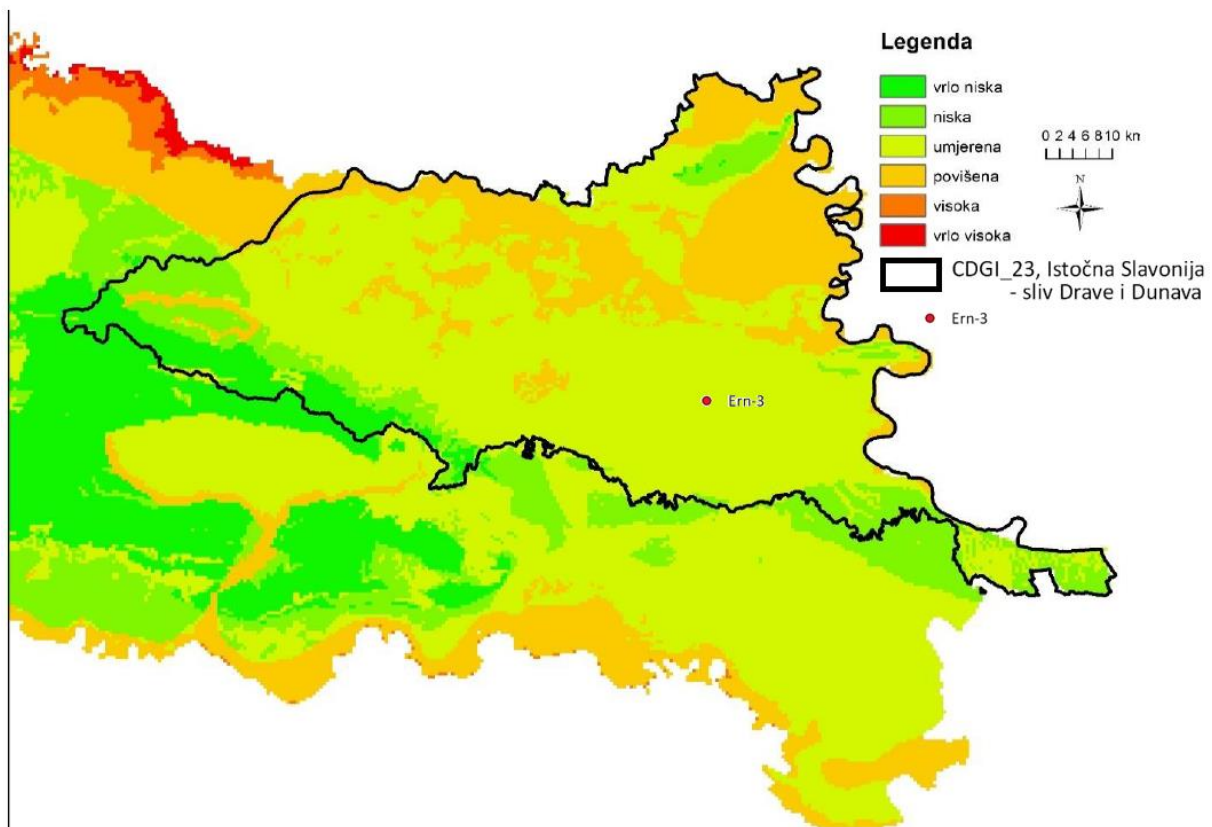 Legenda
vrlo niska
niska
umjerena
povišena
visoka
vrlo visoka
CDGI_23, Istočna Slavonija
- sliv Drave i Dunava
Ern-3
0 2 4 6 8 10 km
N
Ern-3